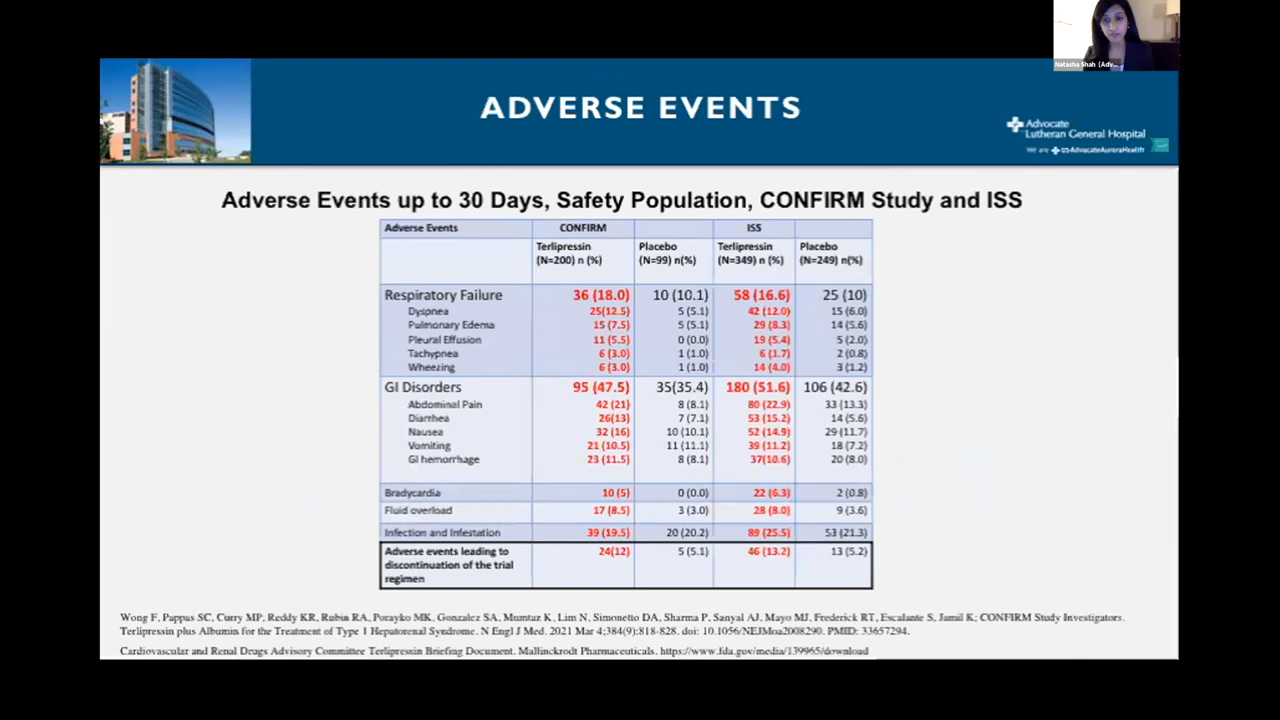 Natasha Shah (Adv...
ADVERSE EVENTS
Advocate
Lutheran General Hospital
We are AdvocateAuroraHealth
Adverse Events up to 30 Days, Safety Population, CONFIRM Study and ISS
Adverse Events CONFIRM ISS
Terlipressin (N=200) n (%) Placebo (N=99) n(%) Terlipressin (N=349) n (%) Placebo (N=249) n(%)
Respiratory Failure 36 (18.0) 10 (10.1) 58 (16.6) 25 (10)
Dyspnea 25(12.5) 5 (5.1) 42 (12.0) 15 (6.0)
Pulmonary Edema 15 (7.5) 5 (5.1) 29 (8.3) 14 (5.6)
Pleural Effusion 11 (5.5) 0 (0.0) 19 (5.4) 5 (2.0)
Tachypnea 6 (3.0) 1 (1.0) 6 (1.7) 2 (0.8)
Wheezing 6 (3.0) 1 (1.0) 14 (4.0) 3 (1.2)
GI Disorders 95 (47.5) 35(35.4) 180 (51.6) 106 (42.6)
Abdominal Pain 42 (21) 8 (8.1) 80 (22.9) 33 (13.3)
Diarrhea 26(13) 7 (7.1) 53 (15.2) 14 (5.6)
Nausea 32 (16) 10 (10.1) 52 (14.9) 29 (11.7)
Vomiting 21 (10.5) 11 (11.1) 39 (11.2) 18 (7.2)
GI hemorrhage 23 (11.5) 8 (8.1) 37(10.6) 20 (8.0)
Bradycardia 10 (5) 0 (0.0) 22 (6.3) 2 (0.8)
Fluid overload 17 (8.5) 3 (3.0) 28 (8.0) 9 (3.6)
Infection and Infestation 39 (19.5) 20 (20.2) 89 (25.5) 53 (21.3)
Adverse events leading to 24(12) 5 (5.1) 46 (13.2) 13 (5.2)
discontinuation of the trial
regimen
Wong F, Pappas SC, Curry MP, Reddy KR, Rubin RA, Porayko MK, Gonzalez SA, Mumtaz K, Lim N, Simonetto DA, Sharma P, Sanyal AJ, Mayo MJ, Frederick RT, Escalante S, Jamil K; CONFIRM Study Investigators.
Terlipressin plus Albumin for the Treatment of Type 1 Hepatorenal Syndrome. N Engl J Med. 2021 Mar 4;384(9):818-828. doi: 10.1056/NEJMoa2008290. PMID: 33657294.
Cardiovascular and Renal Drugs Advisory Committee Terlipressin Briefing Document. Mallinckrodt Pharmaceuticals. https://www.fda.gov/media/139965/download